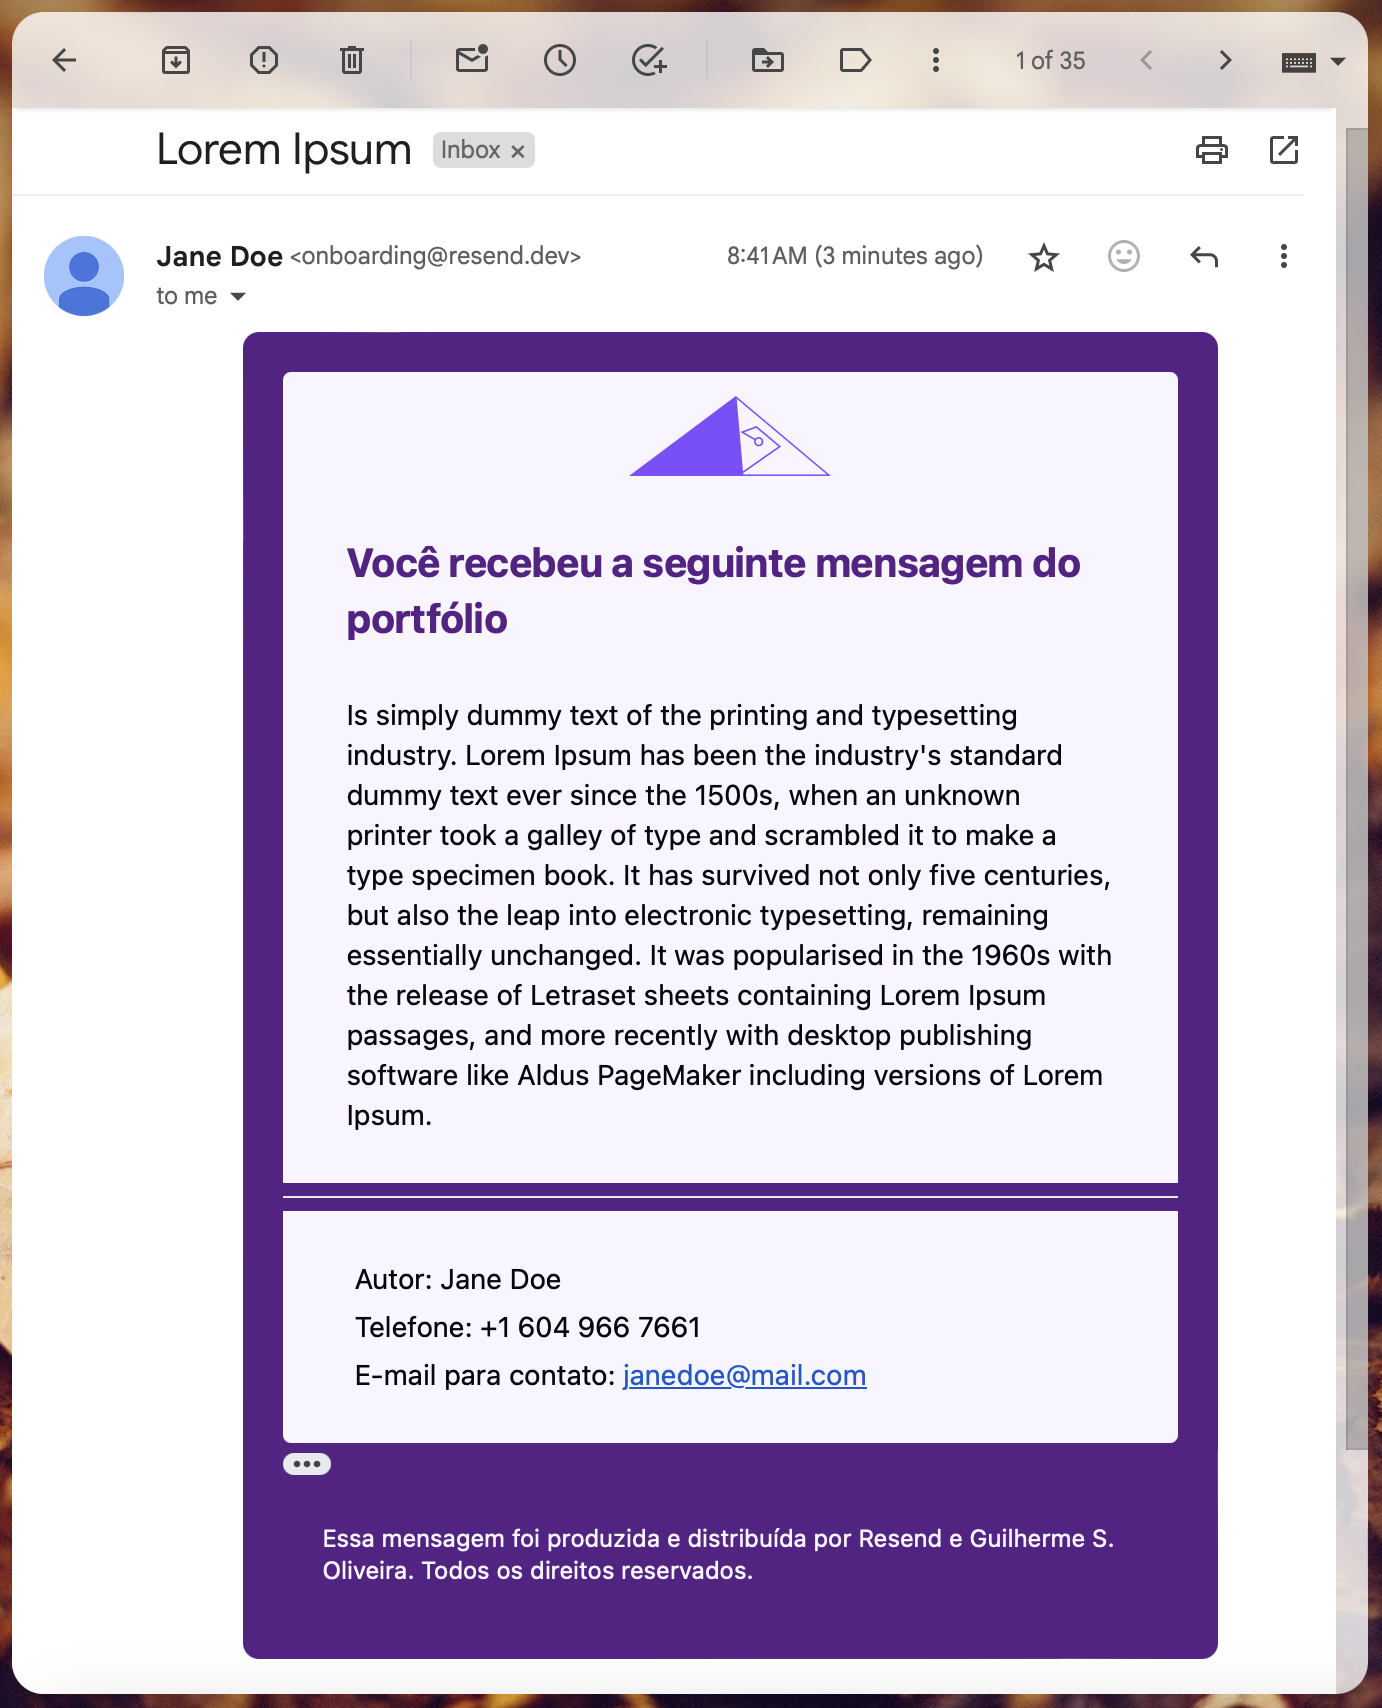 1 of 35
Lorem Ipsum Inbox ×
Jane Doe <onboarding@resend.dev> 8:41 AM (3 minutes ago)
to me
Você recebeu a seguinte mensagem do
portfólio
Is simply dummy text of the printing and typesetting
industry. Lorem Ipsum has been the industry's standard
dummy text ever since the 1500s, when an unknown
printer took a galley of type and scrambled it to make a
type specimen book. It has survived not only five centuries,
but also the leap into electronic typesetting, remaining
essentially unchanged. It was popularised in the 1960s with
the release of Letraset sheets containing Lorem Ipsum
passages, and more recently with desktop publishing
software like Aldus PageMaker including versions of Lorem
Ipsum.
Autor: Jane Doe
Telefone: +1 604 966 7661
E-mail para contato: janedoe@mail.com
Essa mensagem foi produzida e distribuída por Resend e Guilherme S.
Oliveira. Todos os direitos reservados.